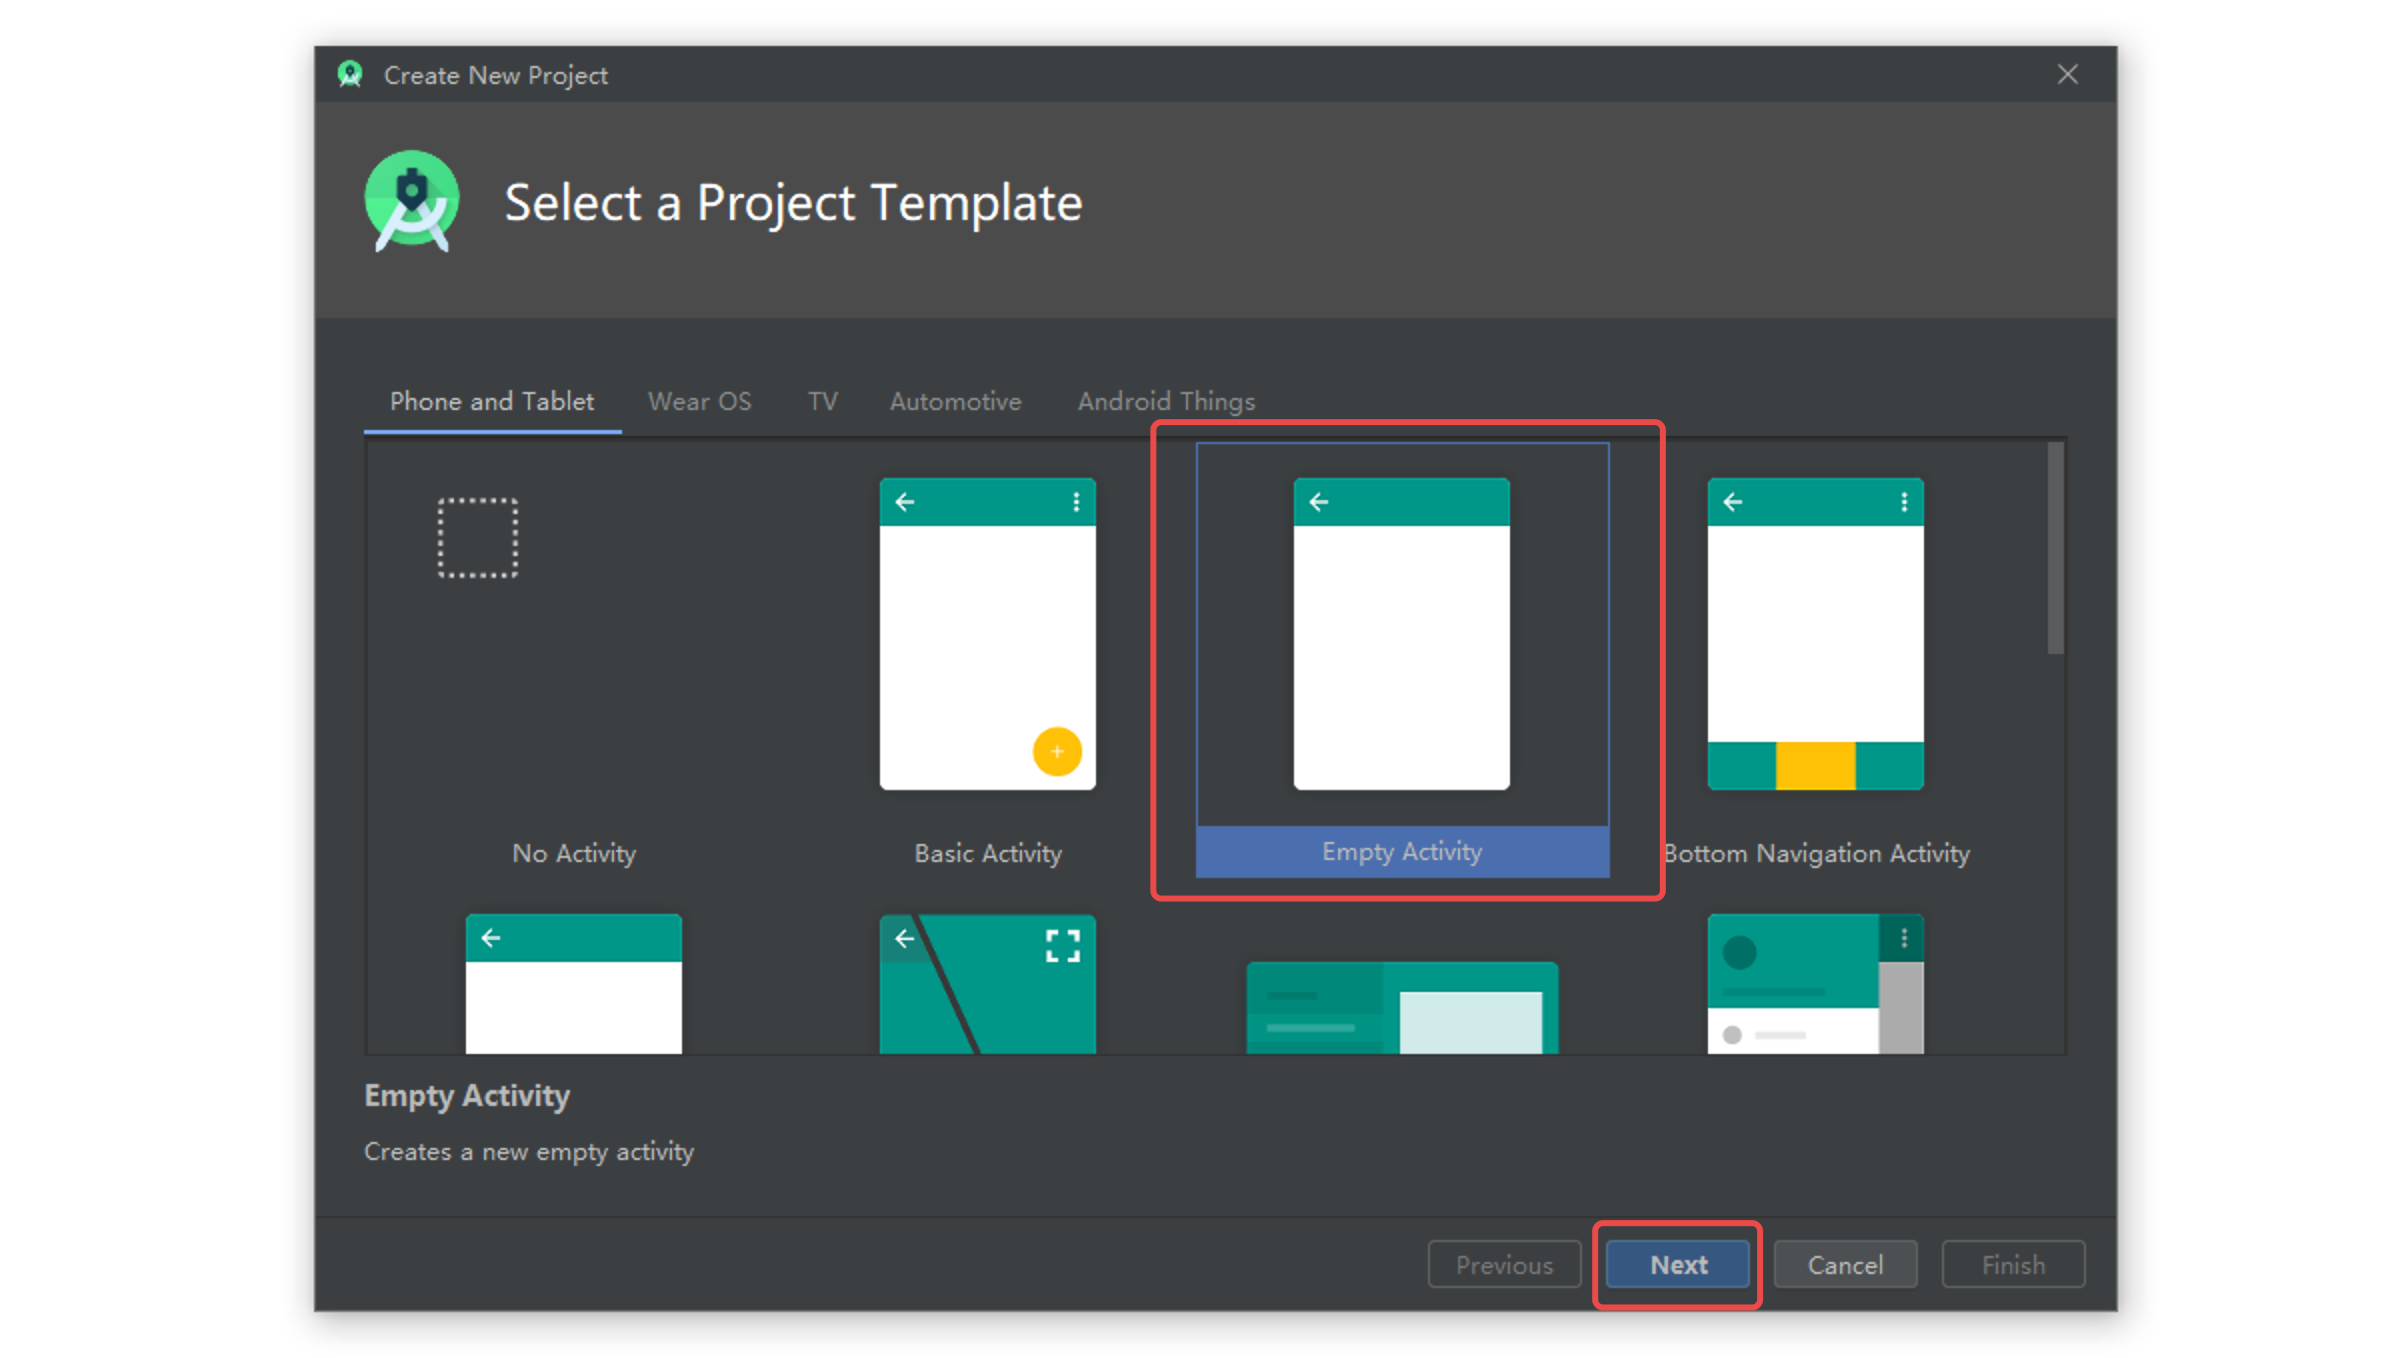 Create New Project
Select a Project Template
Phone and Tablet Wear OS TV Automotive Android Things
No Activity Basic Activity Empty Activity Bottom Navigation Activity
Empty Activity
Creates a new empty activity
Previous Next Cancel Finish